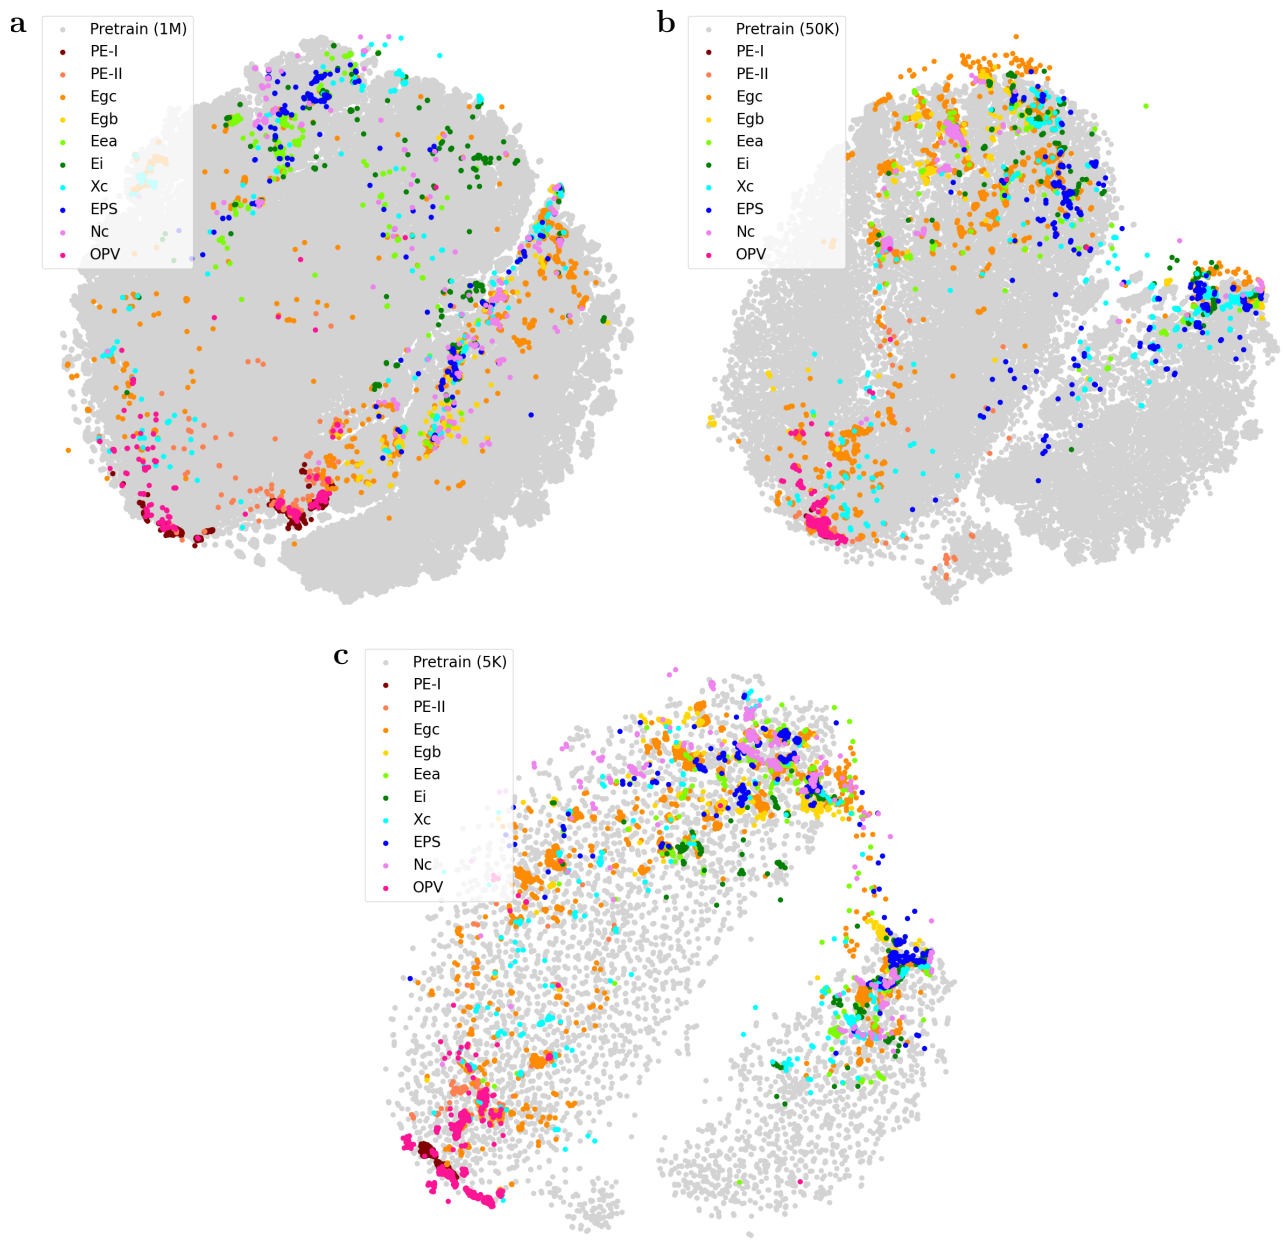 a
Pretrain (1M)
PE-I
PE-II
Egc
Egb
Eea
Ei
Xc
EPS
Nc
OPV
b
Pretrain (50K)
PE-I
PE-II
Egc
Egb
Eea
Ei
Xc
EPS
Nc
OPV
c
Pretrain (5K)
PE-I
PE-II
Egc
Egb
Eea
Ei
Xc
EPS
Nc
OPV